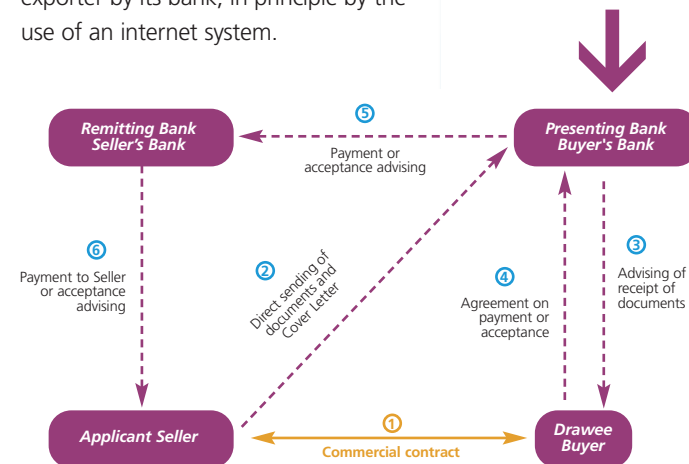 exporter by its bank, in principle by the
use of an internet system.
⑤
Remitting Bank
Seller's Bank
Presenting Bank
Buyer's Bank
Payment or
acceptance advising
⑥
Payment to Seller
or acceptance
advising
②
Direct sending of
documents and
Cover Letter
④
Agreement on
payment or
acceptance
③
Advising of
receipt of
documents
①
Applicant Seller
Commercial contract
Drawee
Buyer